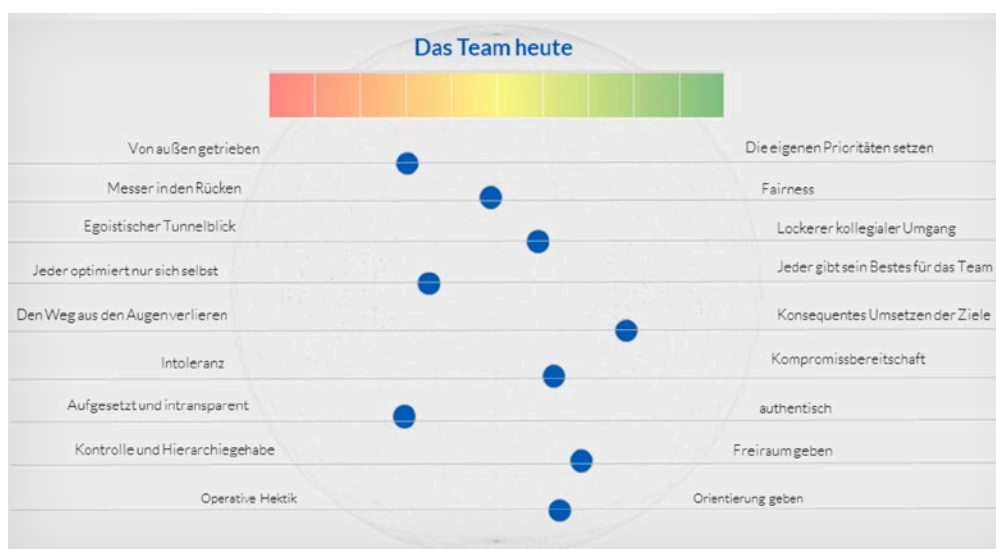 Das Team heute
Von außen getrieben
Die eigenen Prioritäten setzen
Messer in den Rücken
Fairness
Egoistischer Tunnelblick
Lockerer kollegialer Umgang
Jeder optimiert nur sich selbst
Jeder gibt sein Bestes für das Team
Den Weg aus den Augen verlieren
Konsequentes Umsetzen der Ziele
Intoleranz
Kompromissbereitschaft
Aufgesetzt und intransparent
authentisch
Kontrolle und Hierarchiegehabe
Freiraum geben
Operative Hektik
Orientierung geben